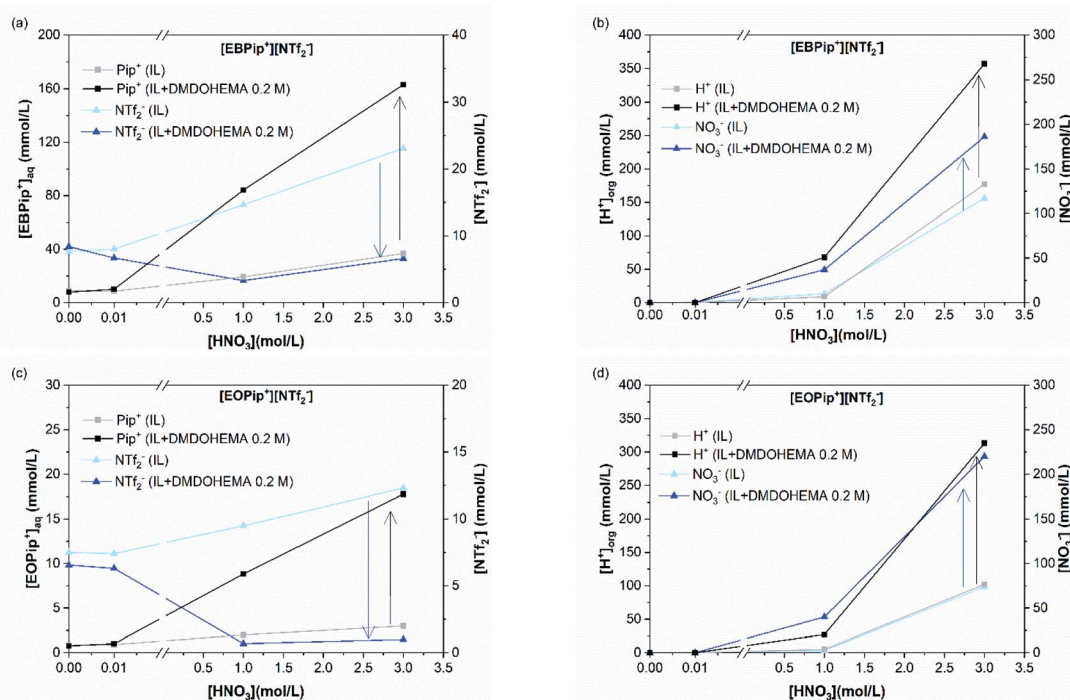 (a)
[EBPip⁺][NTf₂⁻]
Pip⁺ (IL)
Pip⁺ (IL+DMDOHEMA 0.2 M)
NTf₂⁻ (IL)
NTf₂⁻ (IL+DMDOHEMA 0.2 M)
[EBPip⁺]aq (mmol/L)
200
160
120
80
40
0
[NTf₂⁻] (mmol/L)
40
35
30
25
20
15
10
5
0
0.00 0.01 0.5 1.0 1.5 2.0 2.5 3.0 3.5
[HNO₃](mol/L)
(b)
[EBPip⁺][NTf₂⁻]
H⁺ (IL)
H⁺ (IL+DMDOHEMA 0.2 M)
NO₃⁻ (IL)
NO₃⁻ (IL+DMDOHEMA 0.2 M)
[H⁺]org (mmol/L)
400
350
300
250
200
150
100
50
0
[NO₃⁻] (mmol/L)
300
250
200
150
100
50
0
0.00 0.01 0.5 1.0 1.5 2.0 2.5 3.0 3.5
[HNO₃](mol/L)
(c)
[EOPip⁺][NTf₂⁻]
Pip⁺ (IL)
Pip⁺ (IL+DMDOHEMA 0.2 M)
NTf₂⁻ (IL)
NTf₂⁻ (IL+DMDOHEMA 0.2 M)
[EOPip⁺]aq (mmol/L)
30
25
20
15
10
5
0
[NTf₂⁻] (mmol/L)
20
15
10
5
0
0.00 0.01 0.5 1.0 1.5 2.0 2.5 3.0 3.5
[HNO₃](mol/L)
(d)
[EOPip⁺][NTf₂⁻]
H⁺ (IL)
H⁺ (IL+DMDOHEMA 0.2 M)
NO₃⁻ (IL)
NO₃⁻ (IL+DMDOHEMA 0.2 M)
[H⁺]org (mmol/L)
400
350
300
250
200
150
100
50
0
[NO₃⁻] (mmol/L)
300
250
200
150
100
50
0
0.00 0.01 0.5 1.0 1.5 2.0 2.5 3.0 3.5
[HNO₃](mol/L)